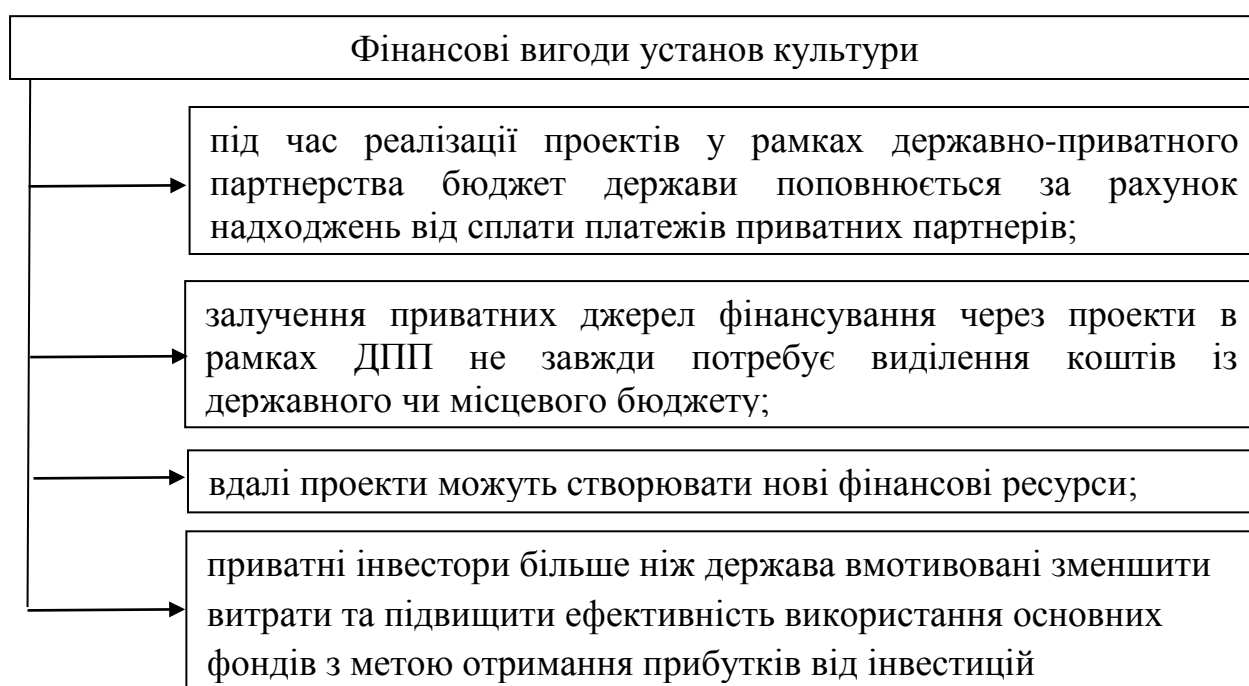 Фінансові вигоди установ культури
під час реалізації проектів у рамках державно-приватного
партнерства бюджет держави поповнюється за рахунок
надходжень від сплати платежів приватних партнерів;
залучення приватних джерел фінансування через проекти в
рамках ДПП не завжди потребує виділення коштів із
державного чи місцевого бюджету;
вдалі проекти можуть створювати нові фінансові ресурси;
приватні інвестори більше ніж держава вмотивовані зменшити
витрати та підвищити ефективність використання основних
фондів з метою отримання прибутків від інвестицій